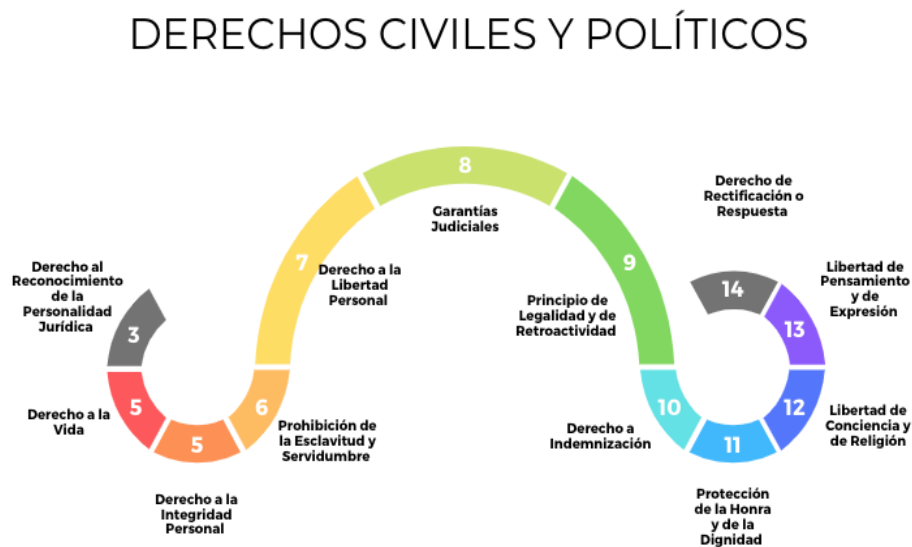 DERECHOS CIVILES Y POLÍTICOS
3
Derecho al
Reconocimiento
de la
Personalidad
Jurídica
5
Derecho a la
Vida
5
Derecho a la
Integridad
Personal
6
Prohibición de
la Esclavitud y
Servidumbre
7
Derecho a la
Libertad
Personal
8
Garantías
Judiciales
9
Principio de
Legalidad y de
Retroactividad
10
Derecho a
Indemnización
11
Protección
de la Honra
y de la
Dignidad
12
Libertad de
Conciencia y
de Religión
13
Libertad de
Pensamiento
y de
Expresión
14
Derecho de
Rectificación o
Respuesta